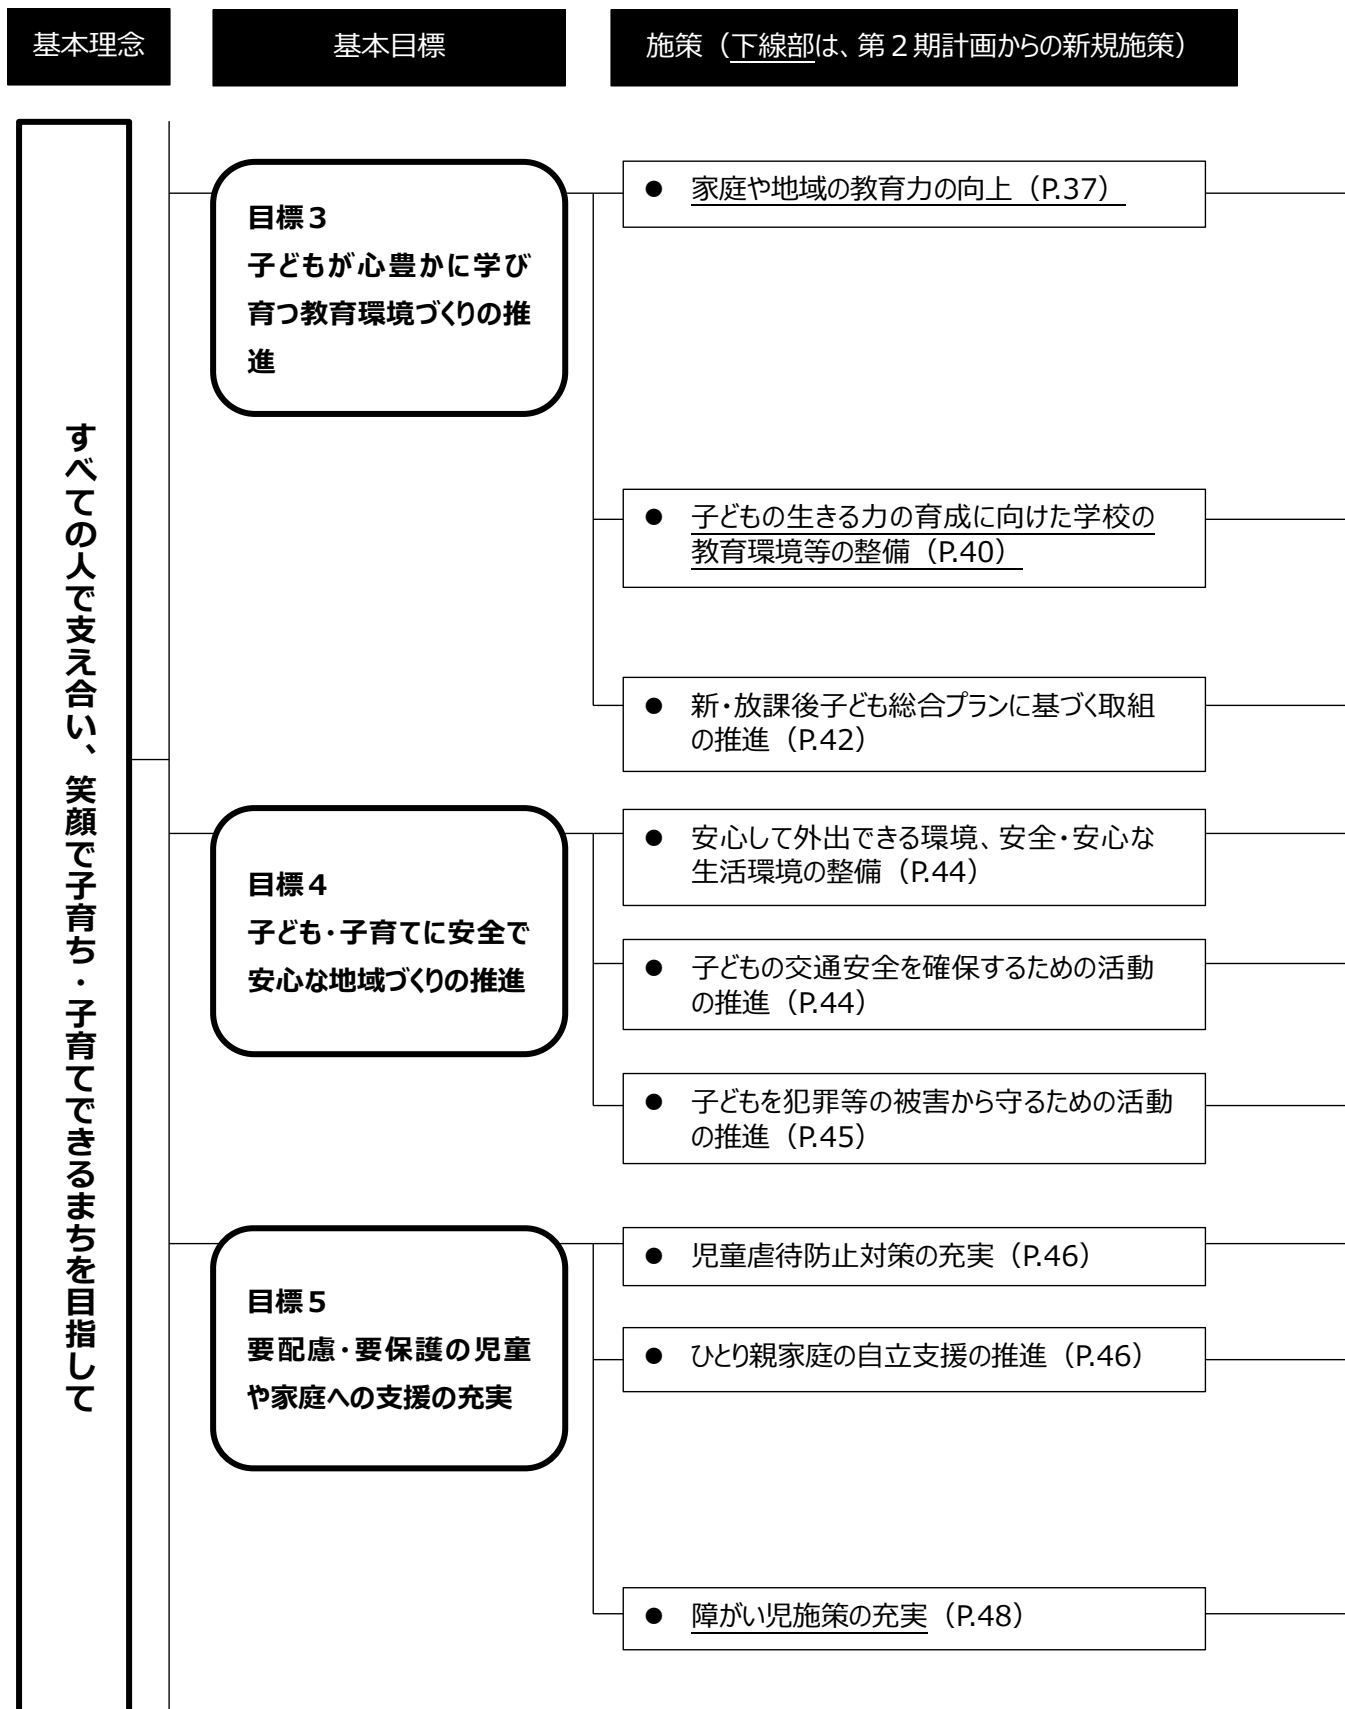 基本理念
基本目標
施策（下線部は、第２期計画からの新規施策）
すべての人で支え合い、笑顔で子育ち・子育てできるまちを目指して
目標３
子どもが心豊かに学び
育つ教育環境づくりの推
進
● 家庭や地域の教育力の向上（P.37）
● 子どもの生きる力の育成に向けた学校の
教育環境等の整備（P.40）
● 新・放課後子ども総合プランに基づく取組
の推進（P.42）
目標４
子ども・子育てに安全で
安心な地域づくりの推進
● 安心して外出できる環境、安全・安心な
生活環境の整備（P.44）
● 子どもの交通安全を確保するための活動
の推進（P.44）
● 子どもを犯罪等の被害から守るための活動
の推進（P.45）
目標５
要配慮・要保護の児童
や家庭への支援の充実
● 児童虐待防止対策の充実（P.46）
● ひとり親家庭の自立支援の推進（P.46）
● 障がい児施策の充実（P.48）